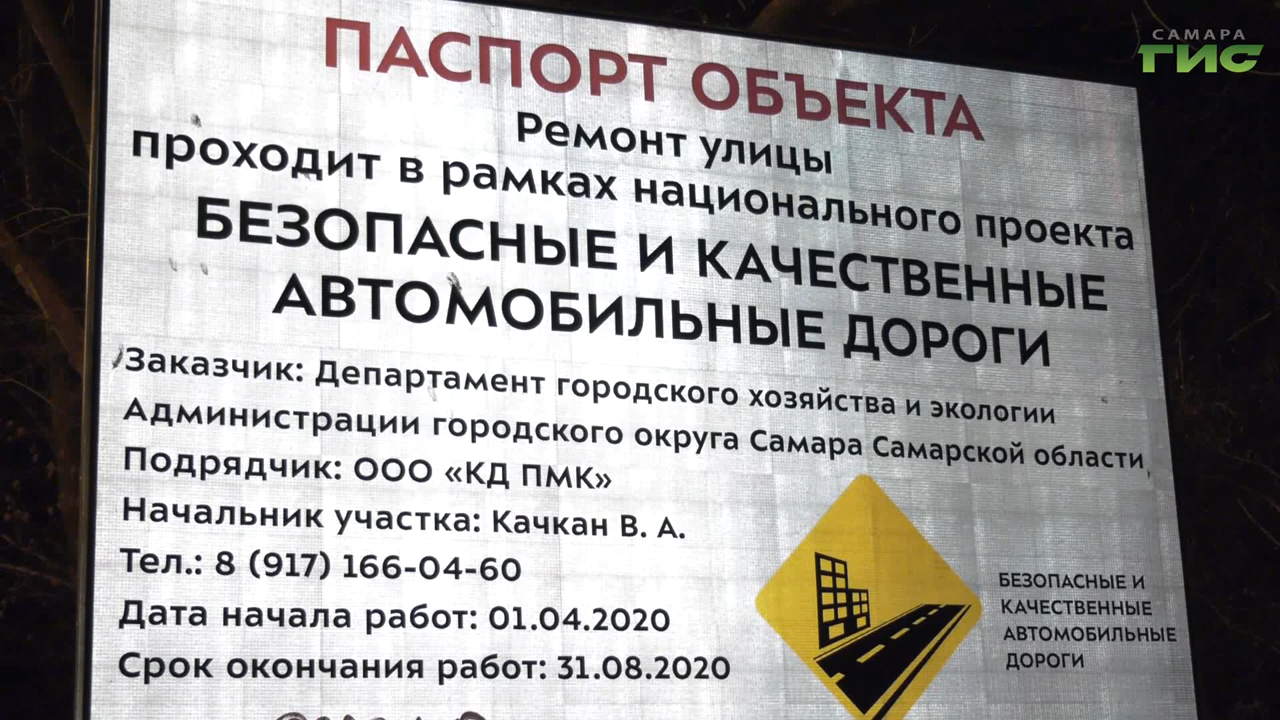 САМАРА
ГИС
ПАСПОРТ ОБЪЕКТА
Ремонт улицы
проходит в рамках национального проекта
БЕЗОПАСНЫЕ И КАЧЕСТВЕННЫЕ
АВТОМОБИЛЬНЫЕ ДОРОГИ
Заказчик: Департамент городского хозяйства и экологии
Администрации городского округа Самара Самарской области
Подрядчик: ООО «КД ПМК»
Начальник участка: Качкан В. А.
Тел.: 8 (917) 166-04-60
Дата начала работ: 01.04.2020
Срок окончания работ: 31.08.2020
БЕЗОПАСНЫЕ И
КАЧЕСТВЕННЫЕ
АВТОМОБИЛЬНЫЕ
ДОРОГИ